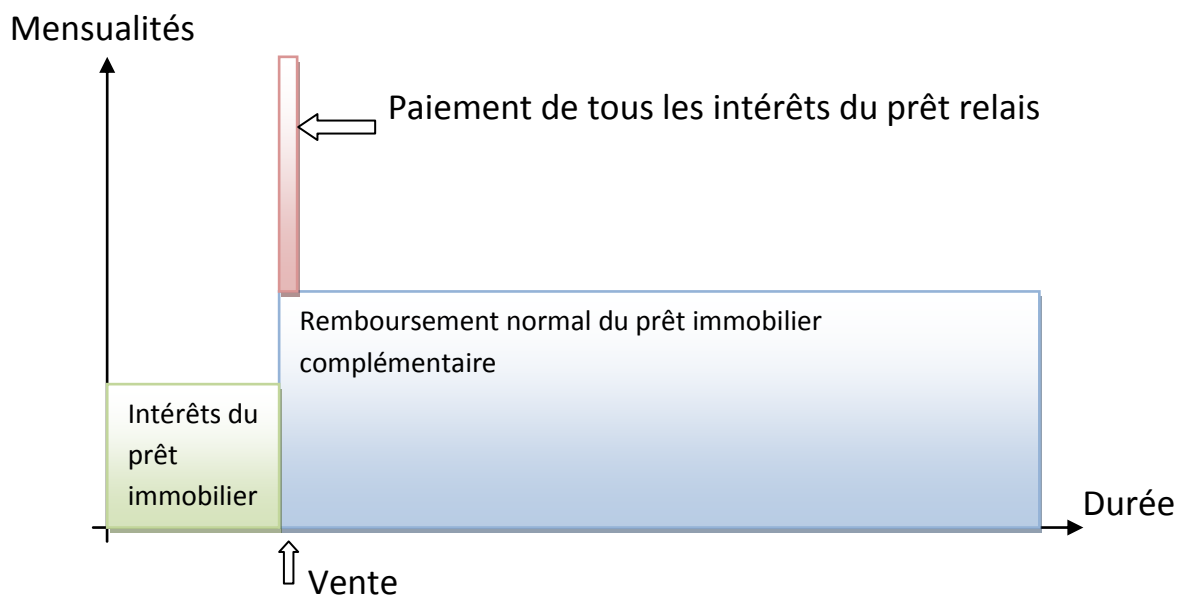 Mensualités
Paiement de tous les intérêts du prêt relais
Remboursement normal du prêt immobilier
complémentaire
Intérêts du
prêt
immobilier
Durée
Vente